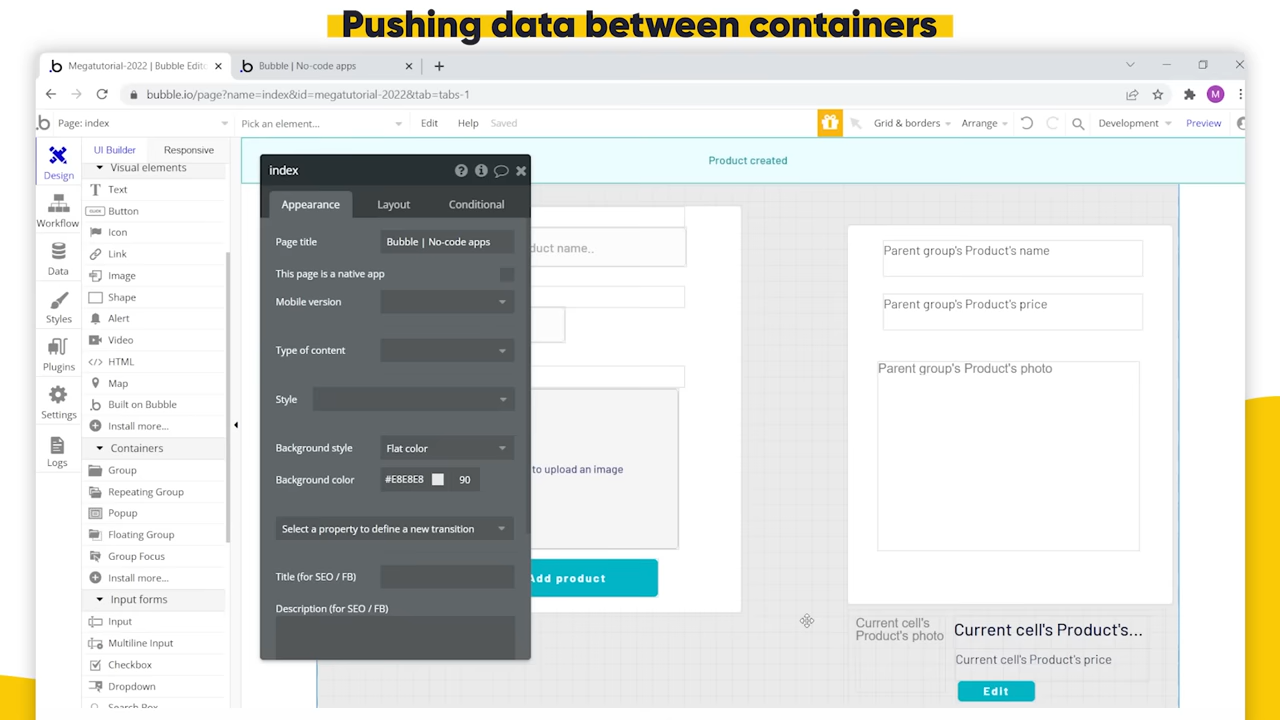 Pushing data between containers
Megatutorial-2022 | Bubble Edito
Bubble | No-code apps
bubble.io/page?name=index&id=megatutorial-2022&tab=tabs-1
M
Page: index
Pick an element...
Edit
Help
Saved
Grid & borders
Arrange
Development
Preview
UI Builder
Responsive
Design
Workflow
Data
Styles
Plugins
Settings
Logs
Visual elements
Text
Button
Icon
Link
Image
Shape
Alert
Video
HTML
Map
Built on Bubble
Install more...
Containers
Group
Repeating Group
Popup
Floating Group
Group Focus
Install more...
Input forms
Input
Multiline Input
Checkbox
Dropdown
Search Box
index
Appearance
Layout
Conditional
Page title
Bubble | No-code apps
This page is a native app
Mobile version
Type of content
Style
Background style
Flat color
Background color
#E8E8E8
90
Select a property to define a new transition
Title (for SEO / FB)
Description (for SEO / FB)
Product created
duct name..
to upload an image
Add product
Parent group's Product's name
Parent group's Product's price
Parent group's Product's photo
Current cell's
Product's photo
Current cell's Product's...
Current cell's Product's price
Edit